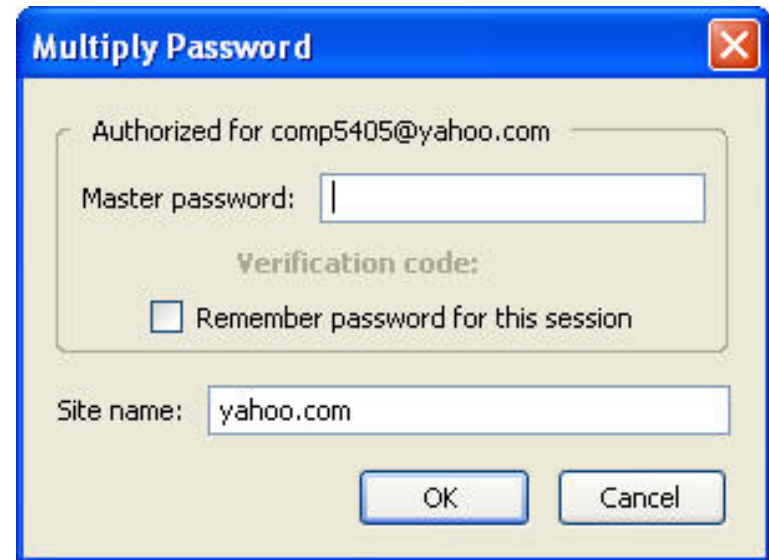 Multiply Password
Authorized for comp5405@yahoo.com
Master password:
Verification code:
Remember password for this session
Site name: yahoo.com
OK Cancel